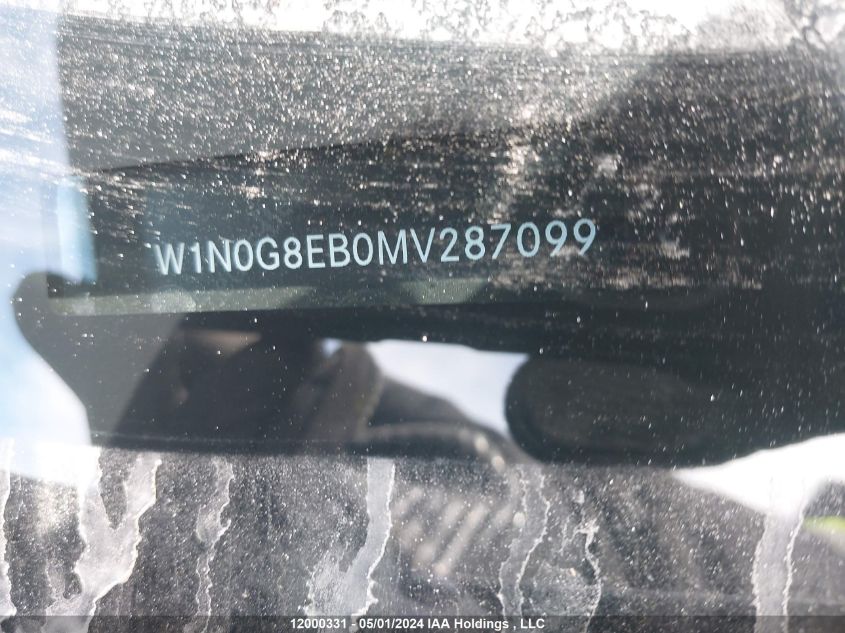 W1N0G8EB0MV287099
12000331 - 05/01/2024 IAA Holdings , LLC